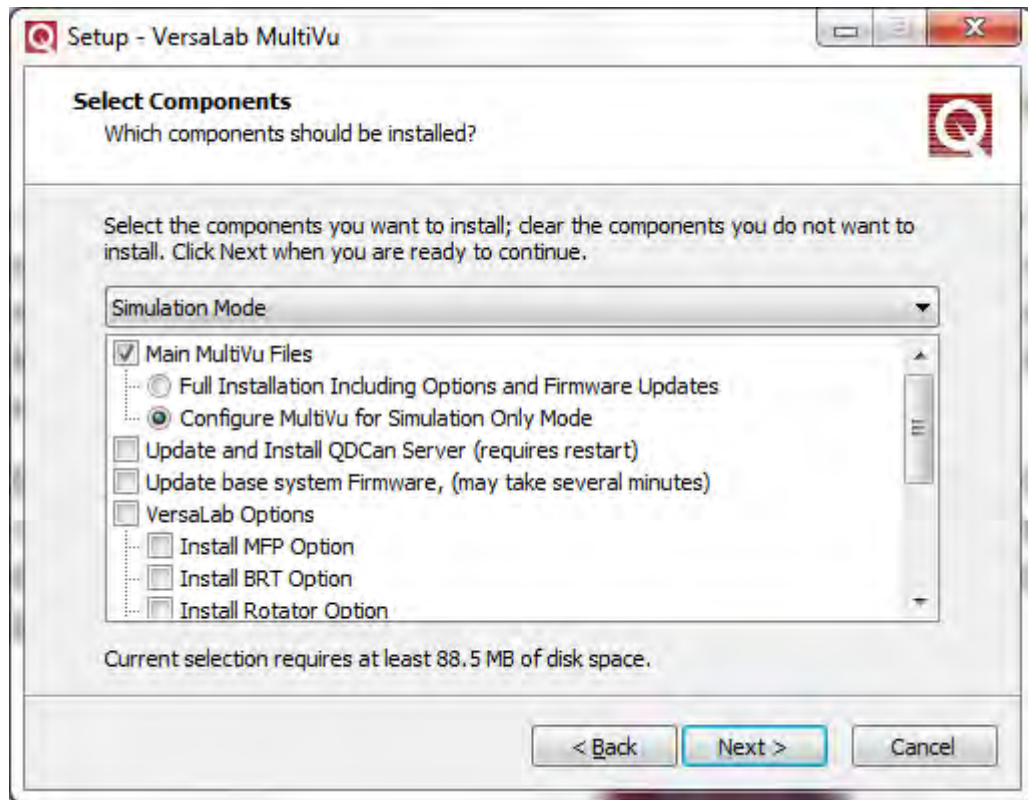 Setup - VersaLab MultiVu
Select Components
Which components should be installed?
Select the components you want to install; clear the components you do not want to
install. Click Next when you are ready to continue.
Simulation Mode
Main MultiVu Files
Full Installation Including Options and Firmware Updates
Configure MultiVu for Simulation Only Mode
Update and Install QDCan Server (requires restart)
Update base system Firmware, (may take several minutes)
VersaLab Options
Install MFP Option
Install BRT Option
Install Rotator Option
Current selection requires at least 88.5 MB of disk space.
< Back Next > Cancel